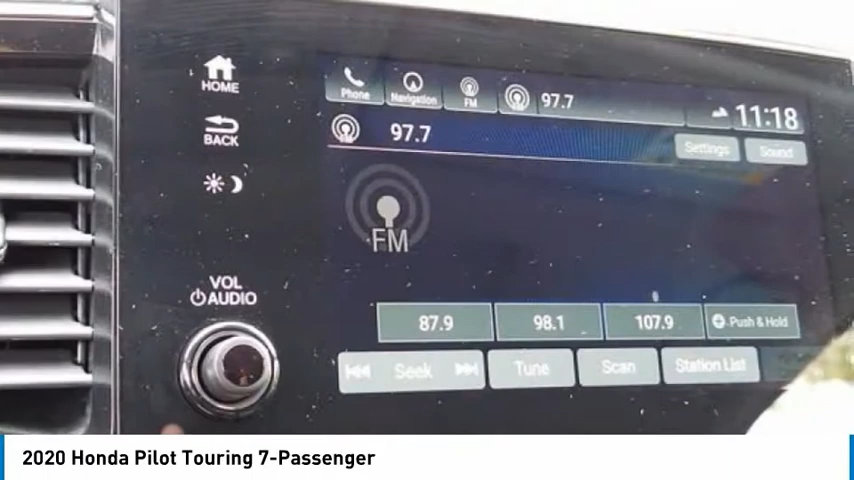 HOME
BACK
VOL
AUDIO
Phone
Navigation
FM
97.7
11:18
97.7
Settings
Sound
FM
87.9
98.1
107.9
Push & Hold
Seek
Tune
Scan
Station List
2020 Honda Pilot Touring 7-Passenger